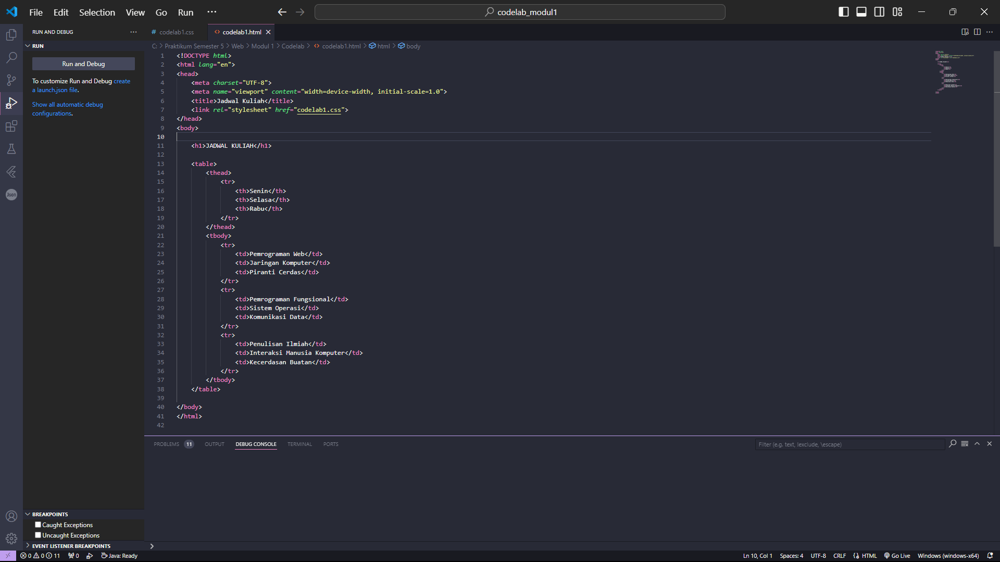 File Edit Selection View Go Run ··· codelab_modul1
RUN AND DEBUG ···
RUN
Run and Debug
To customize Run and Debug create
a launch.json file.
Show all automatic debug
configurations.
# codelab1.css <> codelab1.html
C: > Praktikum Semester 5 > Web > Modul 1 > Codelab > <> codelab1.html > html > body
1 <!DOCTYPE html>
2 <html lang="en">
3 <head>
4     <meta charset="UTF-8">
5     <meta name="viewport" content="width=device-width, initial-scale=1.0">
6     <title>Jadwal Kuliah</title>
7     <link rel="stylesheet" href="codelab1.css">
8 </head>
9 <body>
10
11     <h1>JADWAL KULIAH</h1>
12
13     <table>
14         <thead>
15             <tr>
16                 <th>Senin</th>
17                 <th>Selasa</th>
18                 <th>Rabu</th>
19             </tr>
20         </thead>
21         <tbody>
22             <tr>
23                 <td>Pemrograman Web</td>
24                 <td>Jaringan Komputer</td>
25                 <td>Piranti Cerdas</td>
26             </tr>
27             <tr>
28                 <td>Pemrograman Fungsional</td>
29                 <td>Sistem Operasi</td>
30                 <td>Komunikasi Data</td>
31             </tr>
32             <tr>
33                 <td>Penulisan Ilmiah</td>
34                 <td>Interaksi Manusia Komputer</td>
35                 <td>Kecerdasan Buatan</td>
36             </tr>
37         </tbody>
38     </table>
39
40 </body>
41 </html>
42
PROBLEMS 11 OUTPUT DEBUG CONSOLE TERMINAL PORTS Filter (e.g. text, !exclude, \escape)
Json
BREAKPOINTS
Caught Exceptions
Uncaught Exceptions
EVENT LISTENER BREAKPOINTS
0 0 11 0 Java: Ready Ln 10, Col 1 Spaces: 4 UTF-8 CRLF HTML Go Live Windows (windows-x64)